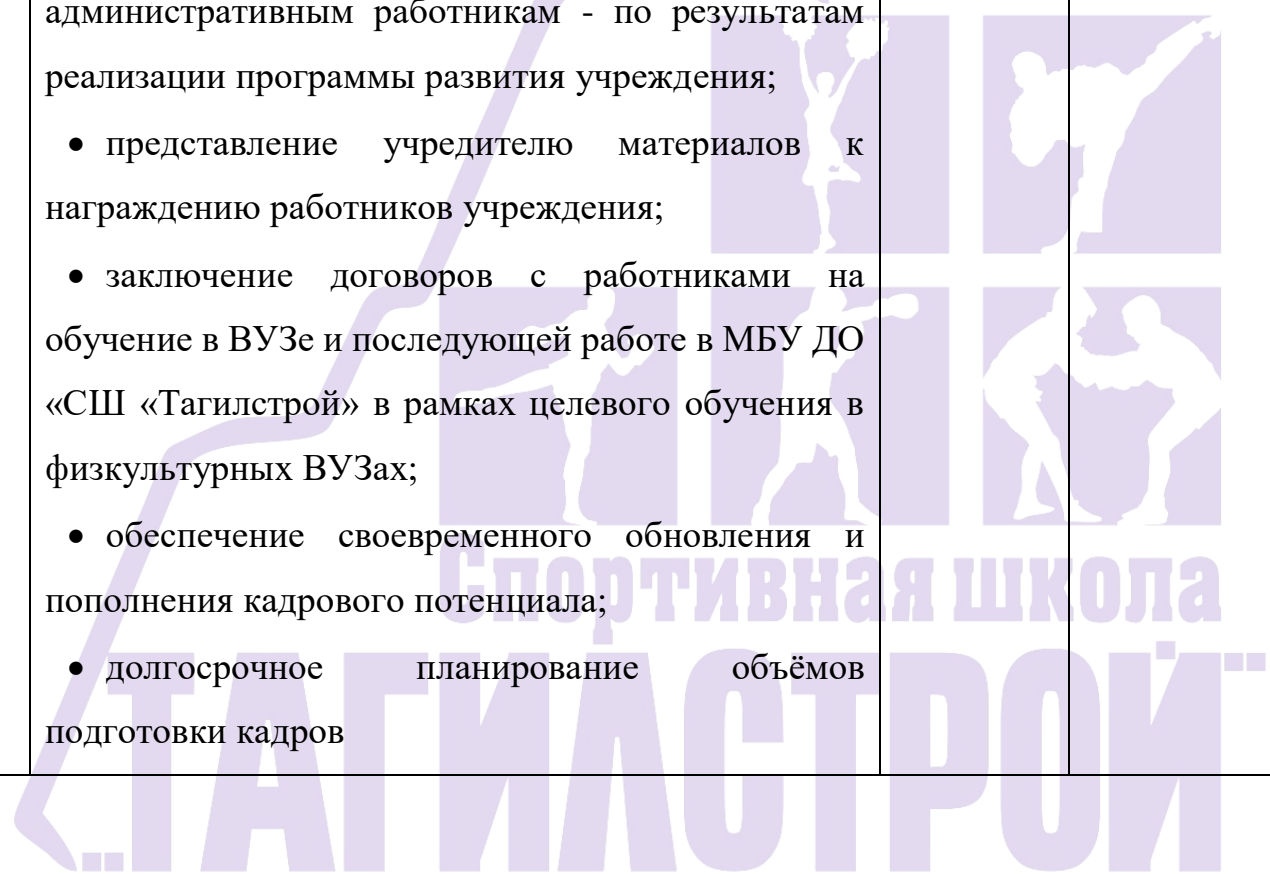 административным работникам - по результатам
реализации программы развития учреждения;
• представление учредителю материалов к
награждению работников учреждения;
• заключение договоров с работниками на
обучение в ВУЗе и последующей работе в МБУ ДО
«СШ «Тагилстрой» в рамках целевого обучения в
физкультурных ВУЗах;
• обеспечение своевременного обновления и
пополнения кадрового потенциала;
• долгосрочное планирование объёмов
подготовки кадров
Спортивная школа
„ТАГИЛСТРОЙ"